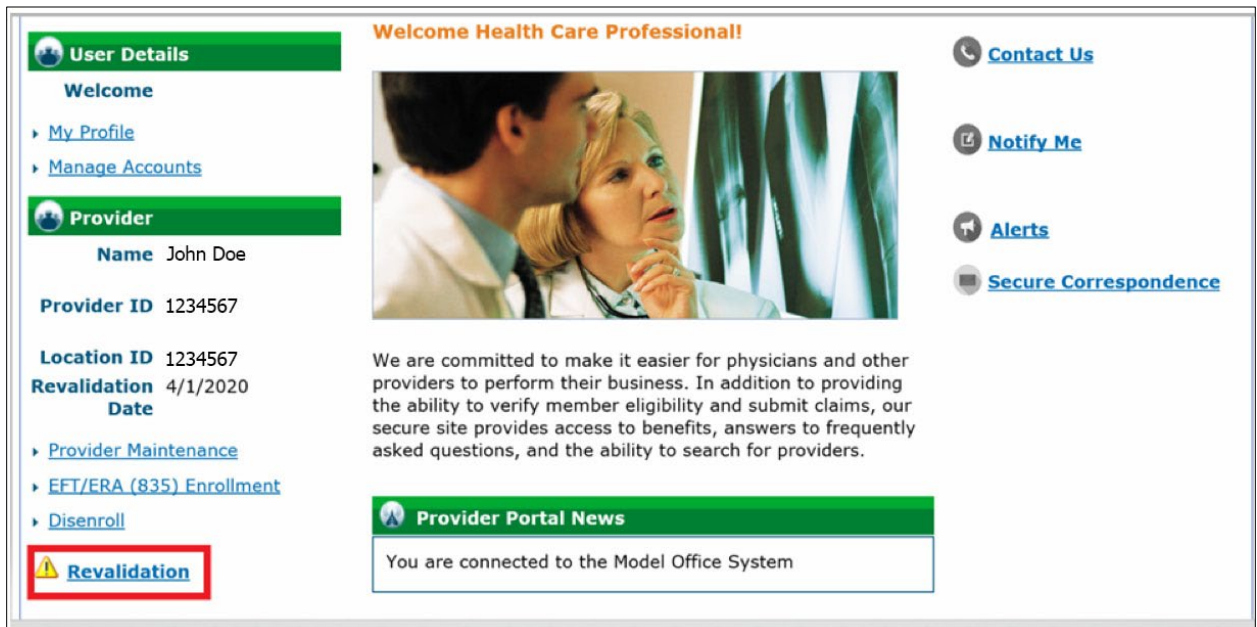 User Details
Welcome
My Profile
Manage Accounts
Provider
Name John Doe
Provider ID 1234567
Location ID 1234567
Revalidation 4/1/2020
Date
Provider Maintenance
EFT/ERA (835) Enrollment
Disenroll
Revalidation
Welcome Health Care Professional!
We are committed to make it easier for physicians and other
providers to perform their business. In addition to providing
the ability to verify member eligibility and submit claims, our
secure site provides access to benefits, answers to frequently
asked questions, and the ability to search for providers.
Provider Portal News
You are connected to the Model Office System
Contact Us
Notify Me
Alerts
Secure Correspondence